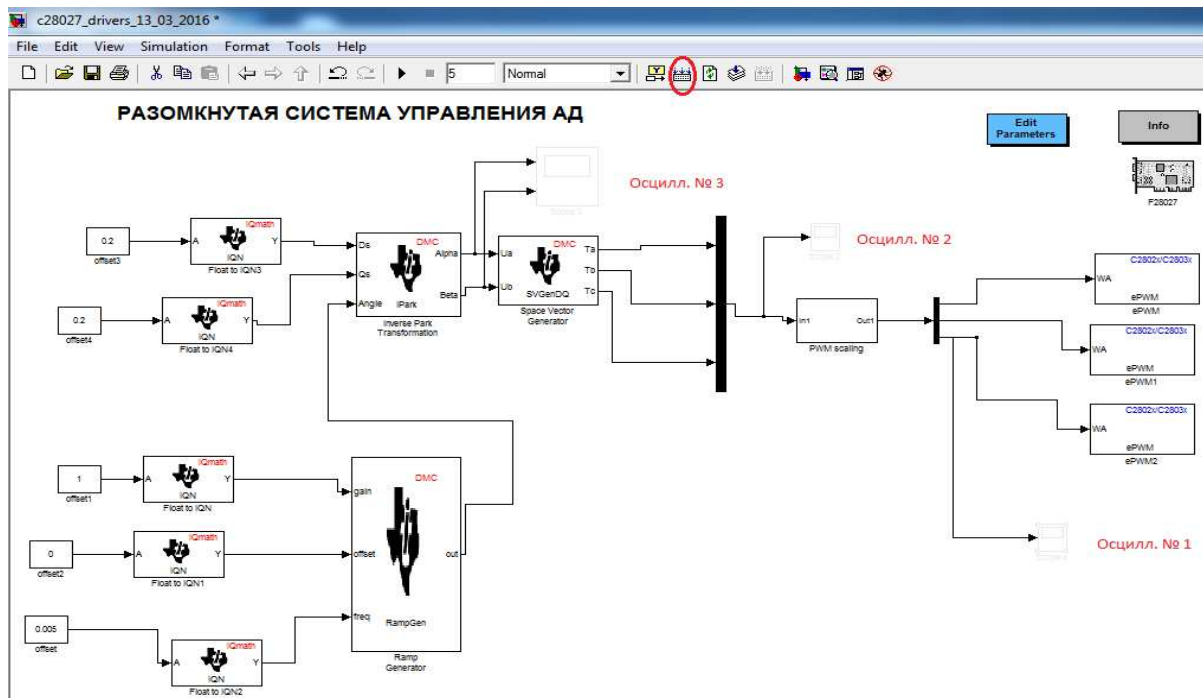 c28027_drivers_13_03_2016 *
File Edit View Simulation Format Tools Help
5 Normal
РАЗОМКНУТАЯ СИСТЕМА УПРАВЛЕНИЯ АД
Edit Parameters
Info
F28027
Осцилл. № 3
0.2
offset3
A IQmath Y
IQN
Float to IQN3
0.2
offset4
A IQmath Y
IQN
Float to IQN4
Ds
Qs
Angle
DMC
Alpha
Beta
IPark
Inverse Park
Transformation
Ua
Ub
DMC
Ta
Tb
Tc
SVGenDQ
Space Vector
Generator
Осцилл. № 2
In1 Out1
PWM scaling
C2802x/C2803x
WA
ePWM
ePWM
C2802x/C2803x
WA
ePWM
ePWM1
C2802x/C2803x
WA
ePWM
ePWM2
Осцилл. № 1
1
offset1
A IQmath Y
IQN
Float to IQN
0
offset2
A IQmath Y
IQN
Float to IQN1
0.005
offset
A IQmath Y
IQN
Float to IQN2
gain
offset
freq
DMC
out
RampGen
Ramp
Generator